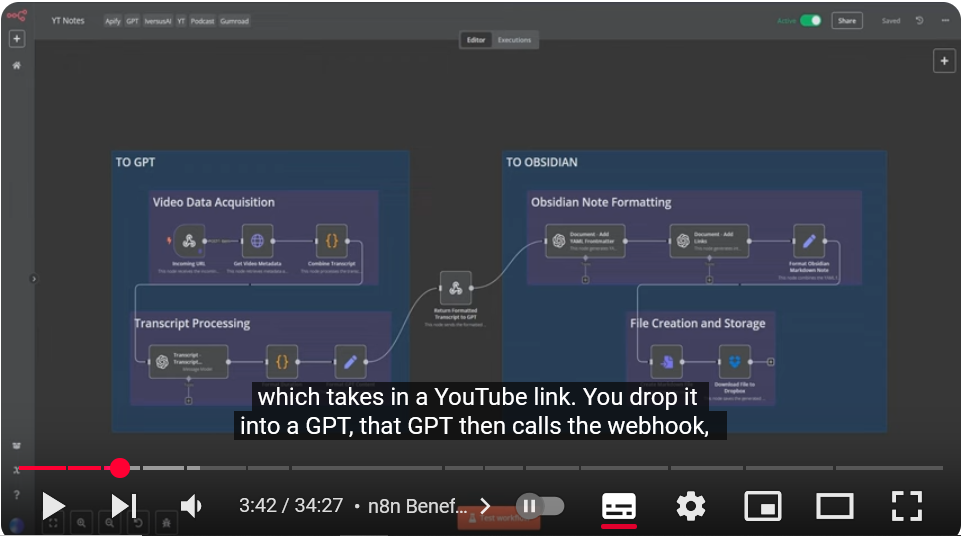 YT Notes Apify GPT IversusAI YT Podcast Gumroad Active Share Saved
Editor Executions
TO GPT
Video Data Acquisition
Incoming URL
Get Video Metadata
Combine Transcript
Transcript Processing
Transcript -
Transcript...
Message Model
Return Formatted
Transcript to GPT
TO OBSIDIAN
Obsidian Note Formatting
Document - Add
YAML Frontmatter
Document - Add
Links
Format Obsidian
Markdown Note
File Creation and Storage
Download File to
Dropbox
which takes in a YouTube link. You drop it
into a GPT, that GPT then calls the webhook,
3:42 / 34:27 • n8n Benef...
Test workflow